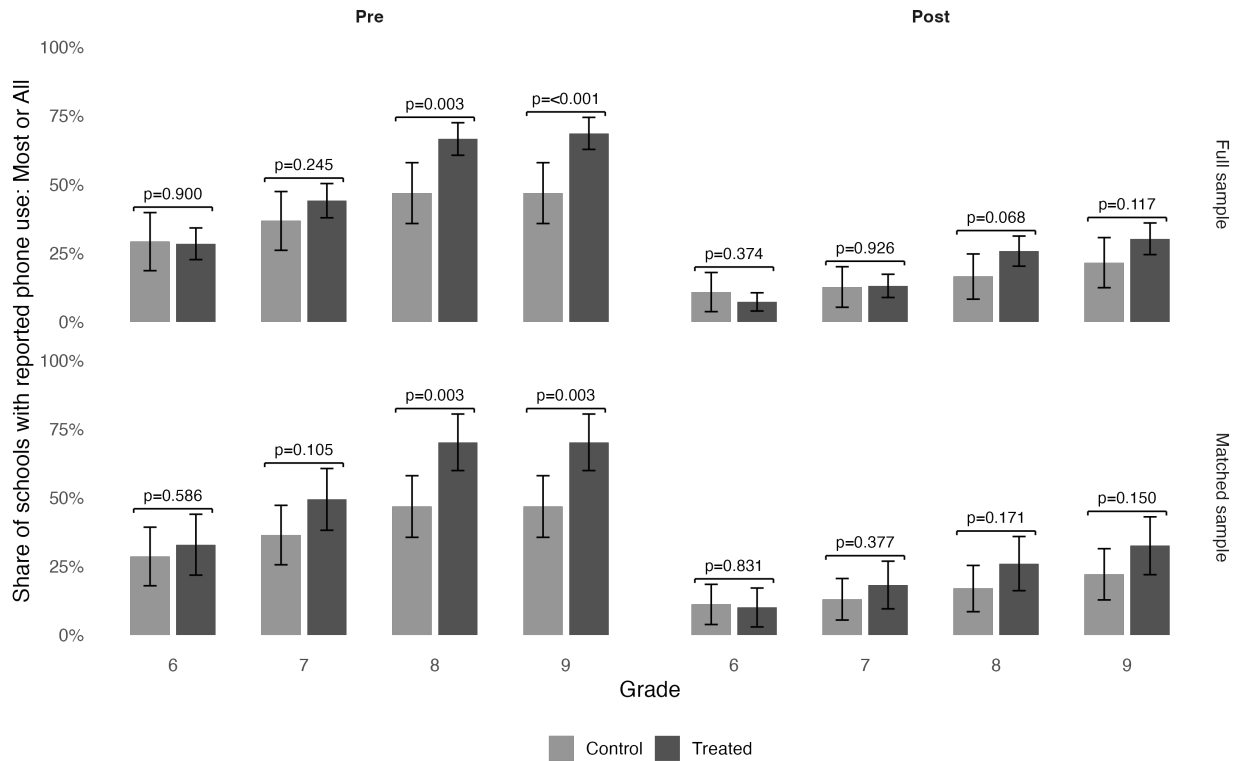 Pre
Post
Share of schools with reported phone use: Most or All
100%
75%
50%
25%
0%
p=0.900
p=0.245
p=0.003
p=<0.001
p=0.374
p=0.926
p=0.068
p=0.117
Full sample
100%
75%
50%
25%
0%
p=0.586
p=0.105
p=0.003
p=0.003
p=0.831
p=0.377
p=0.171
p=0.150
Matched sample
6
7
8
9
6
7
8
9
Grade
Control
Treated